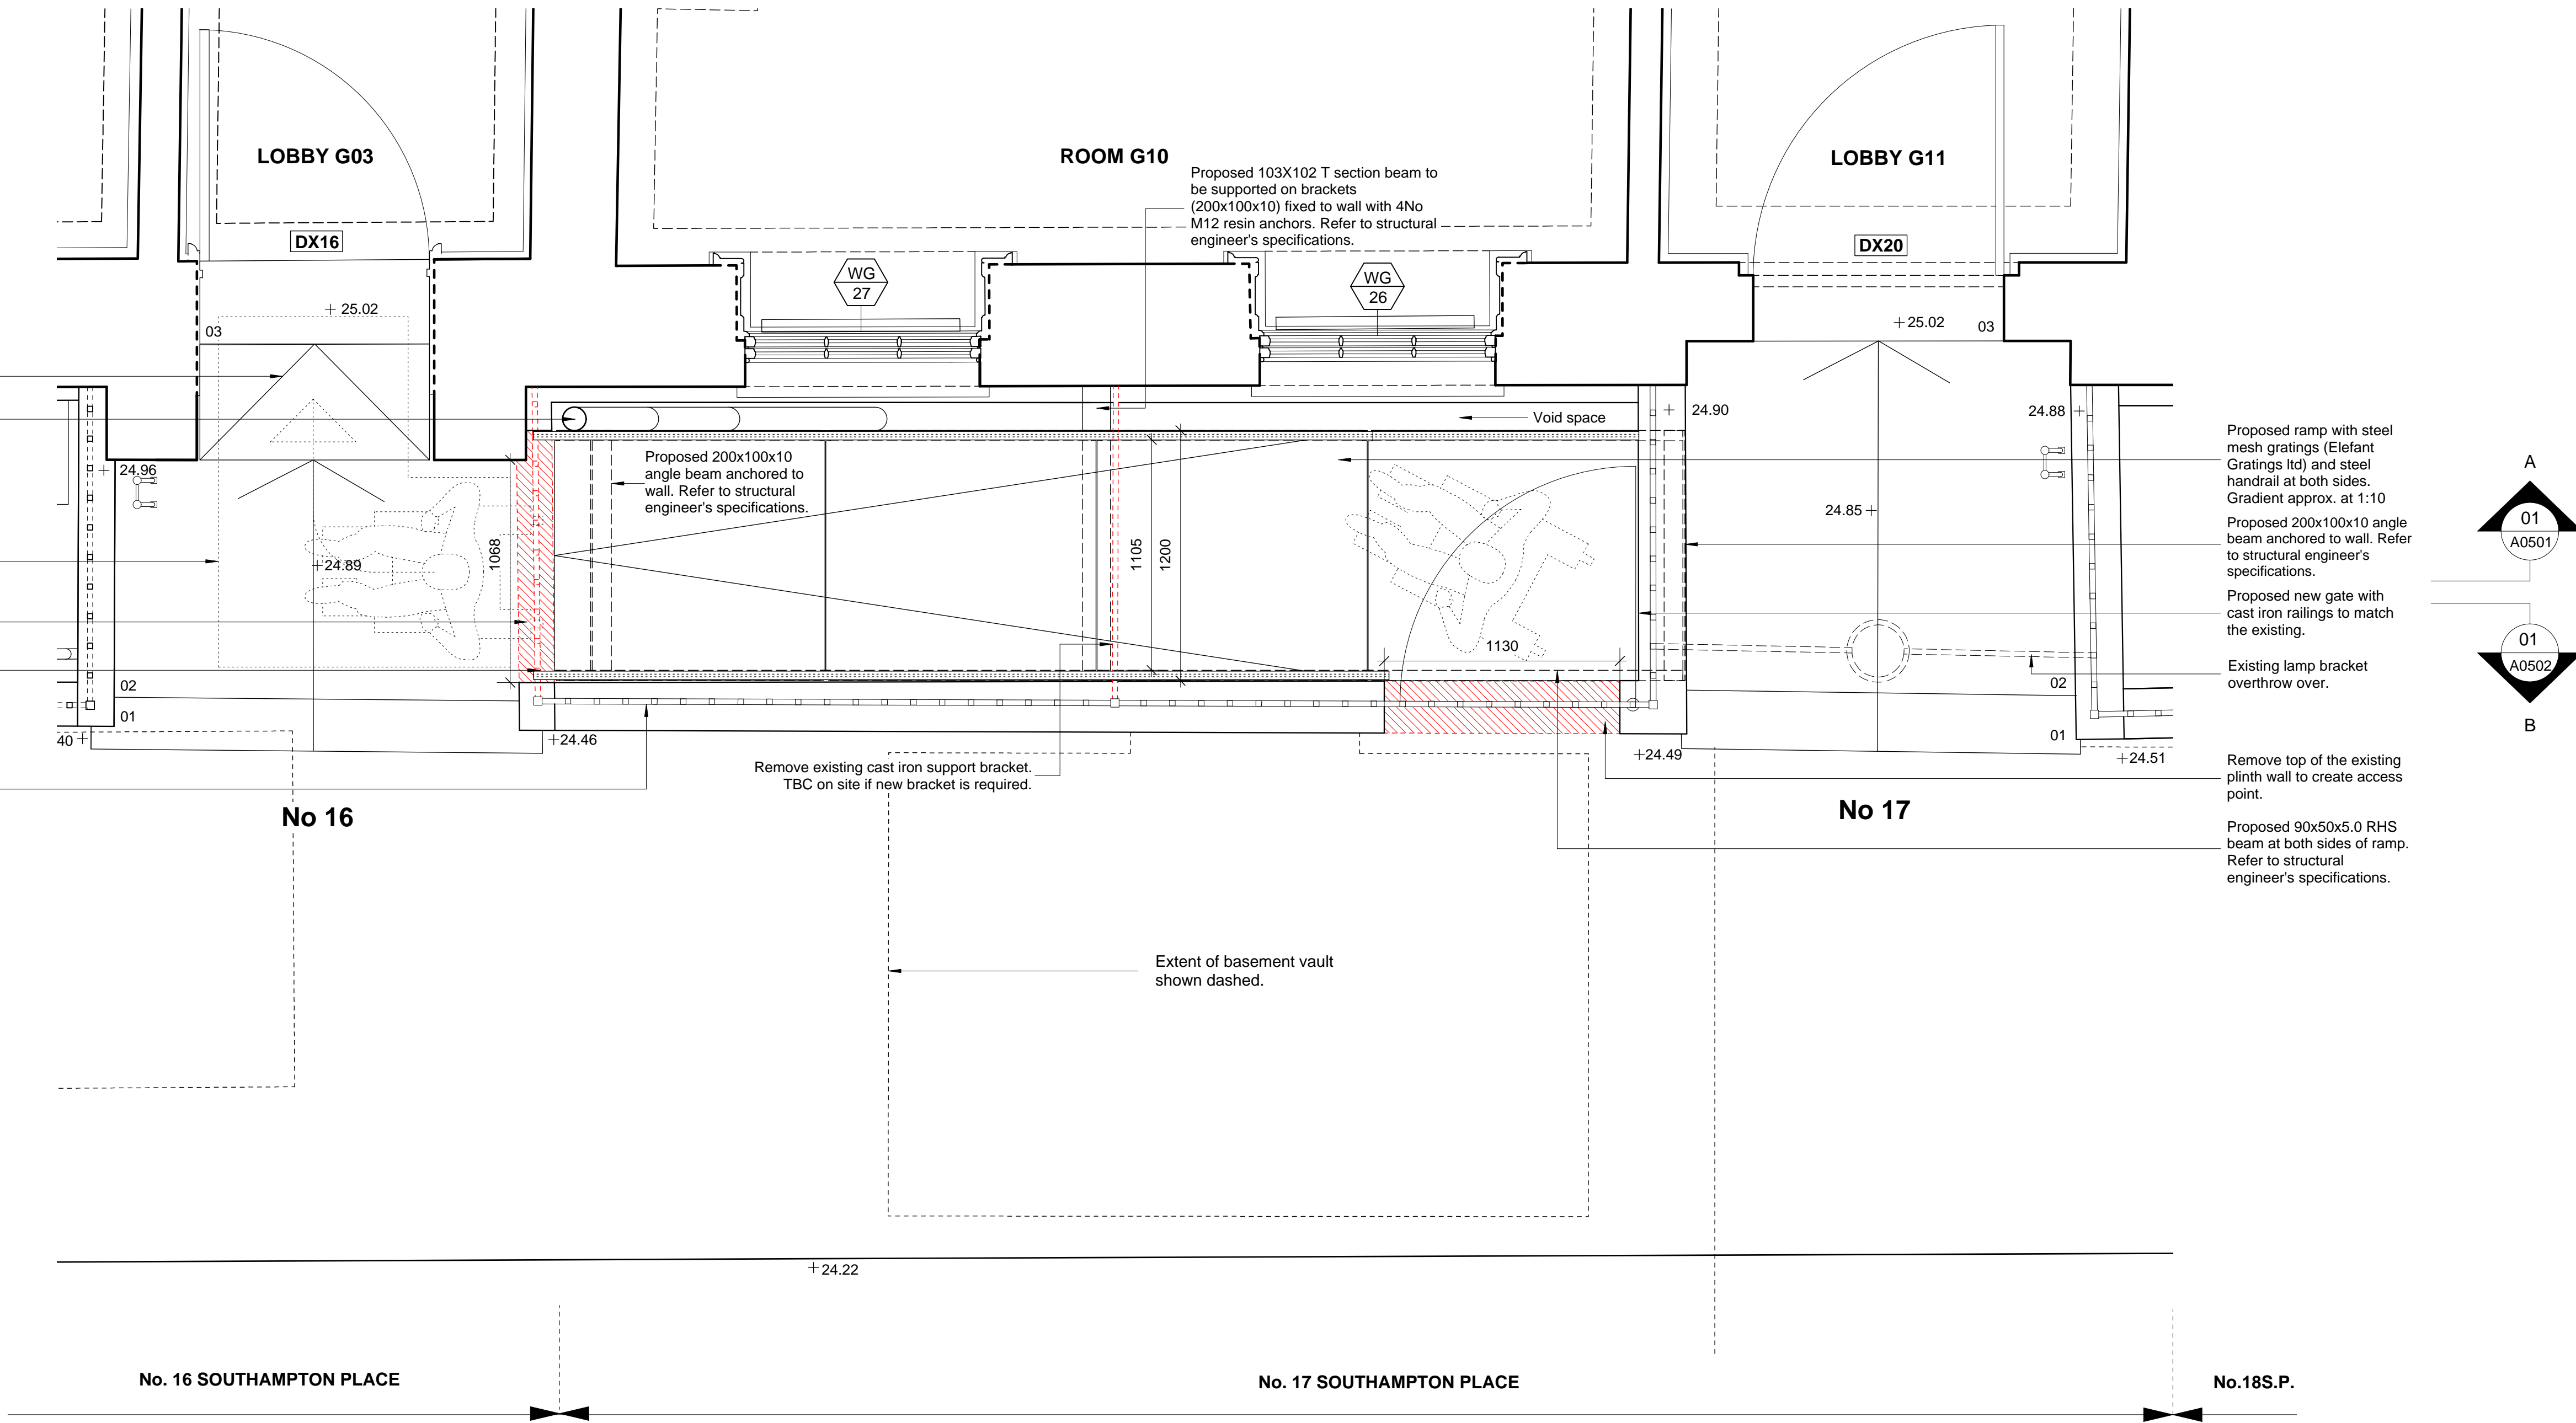 LOBBY G03
ROOM G10
LOBBY G11
Proposed 103X102 T section beam to
be supported on brackets
(200x100x10) fixed to wall with 4No
M12 resin anchors. Refer to structural
engineer's specifications.
DX16
DX20
WG
27
WG
26
25.02
03
25.02
03
24.96
Void space
24.90
24.88
Proposed 200x100x10
angle beam anchored to
wall. Refer to structural
engineer's specifications.
24.89
1068
1105
1200
24.85
1130
02
01
02
01
40
24.46
24.49
24.51
Proposed ramp with steel
mesh gratings (Elefant
Gratings ltd) and steel
handrail at both sides.
Gradient approx. at 1:10
Proposed 200x100x10 angle
beam anchored to wall. Refer
to structural engineer's
specifications.
Proposed new gate with
cast iron railings to match
the existing.
Existing lamp bracket
overthrow over.
Remove top of the existing
plinth wall to create access
point.
Proposed 90x50x5.0 RHS
beam at both sides of ramp.
Refer to structural
engineer's specifications.
A
01
A0501
01
A0502
B
Remove existing cast iron support bracket.
TBC on site if new bracket is required.
No 16
No 17
Extent of basement vault
shown dashed.
24.22
No. 16 SOUTHAMPTON PLACE
No. 17 SOUTHAMPTON PLACE
No.18S.P.